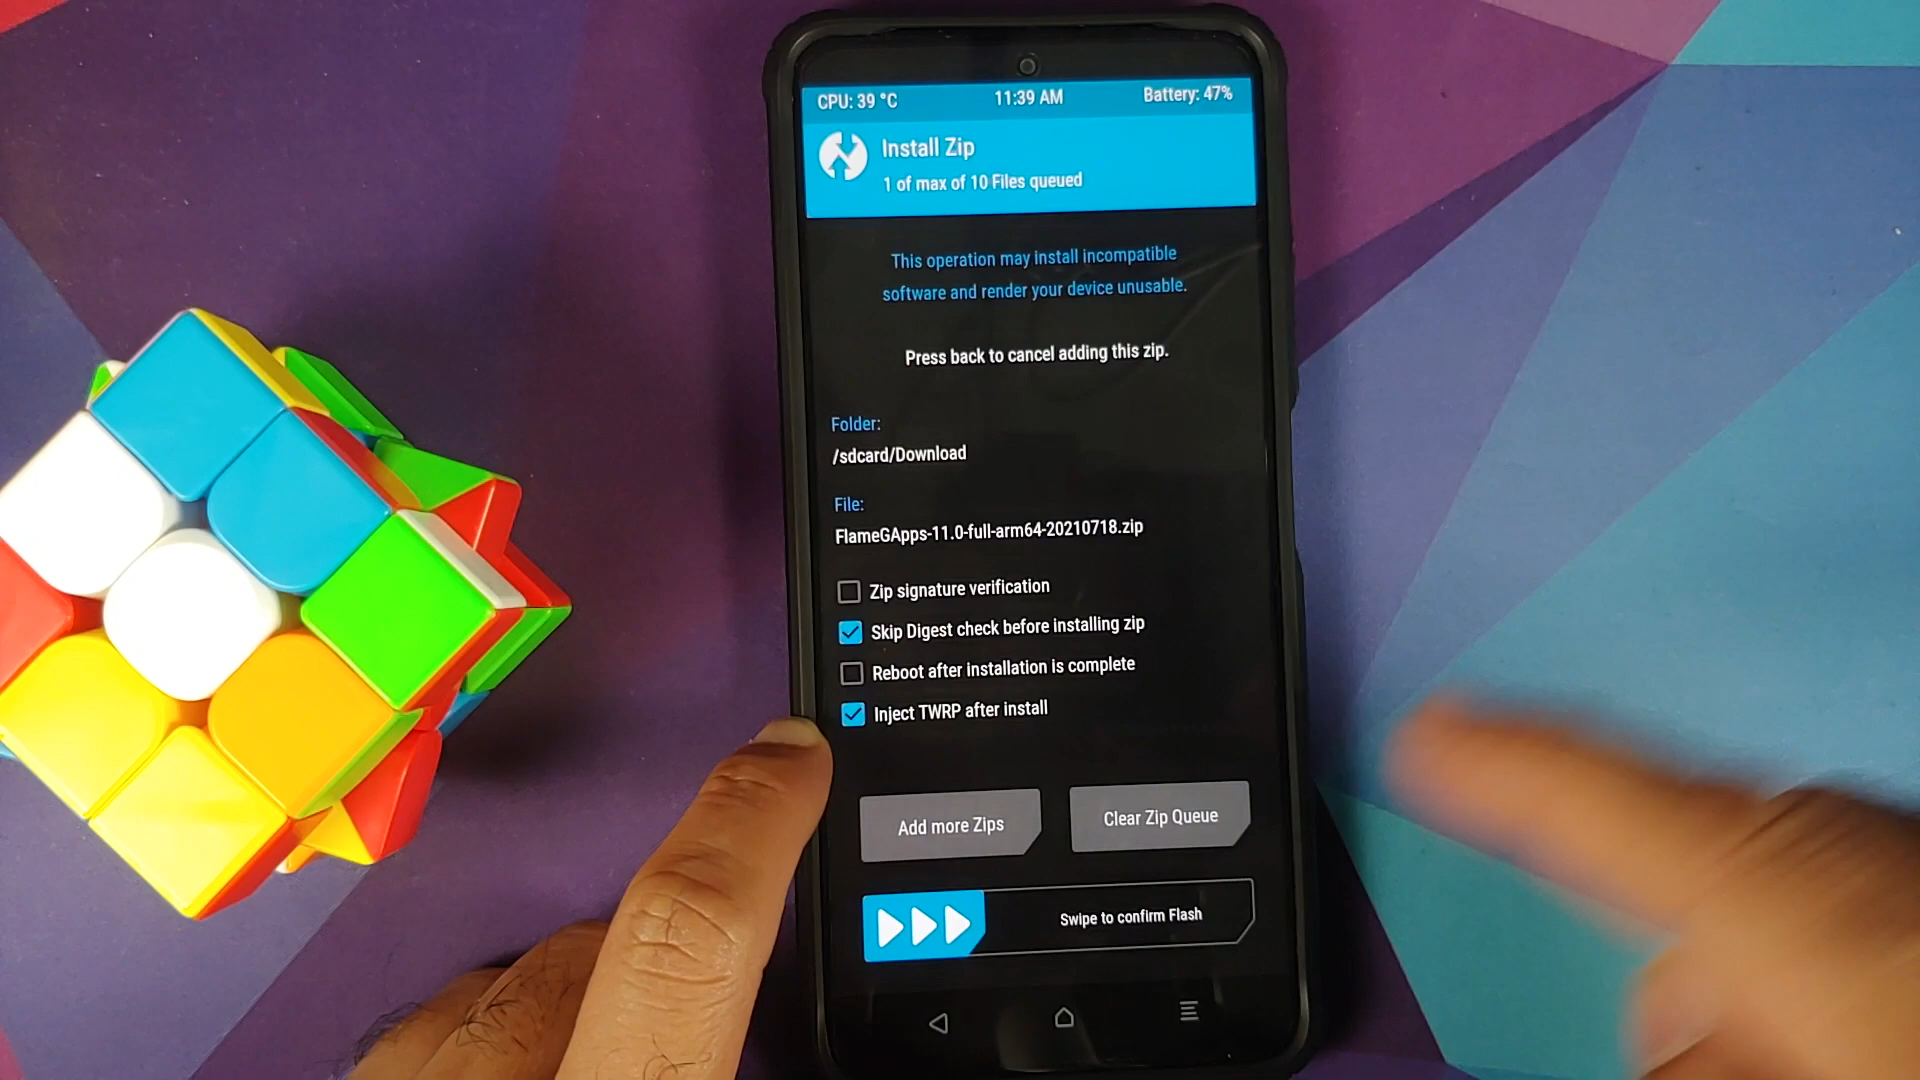 CPU: 39 °C
11:39 AM
Battery: 47%
Install Zip
1 of max of 10 Files queued
This operation may install incompatible
software and render your device unusable.
Press back to cancel adding this zip.
Folder:
/sdcard/Download
File:
FlameGApps-11.0-full-arm64-20210718.zip
Zip signature verification
Skip Digest check before installing zip
Reboot after installation is complete
Inject TWRP after install
Add more Zips
Clear Zip Queue
Swipe to confirm Flash